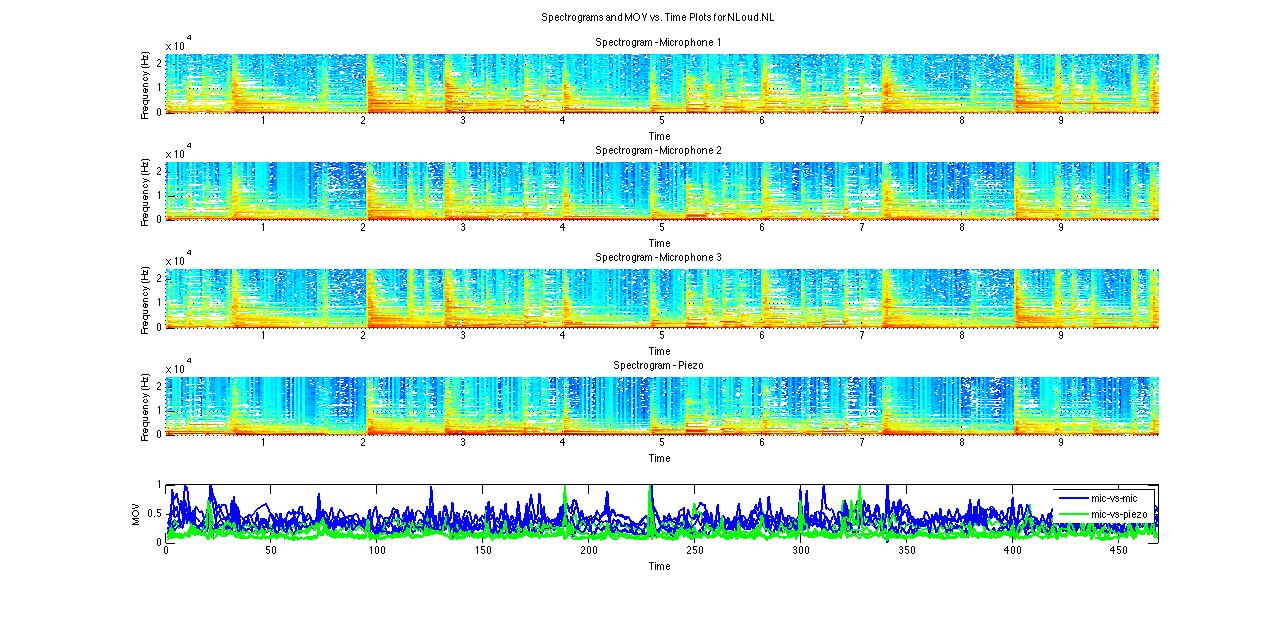 Spectrograms and MOV vs. Time Plots for NLoud.NL
Spectrogram - Microphone 1
x 10 4
Frequency (Hz)
2
1
0
1 2 3 4 5 6 7 8 9
Time
Spectrogram - Microphone 2
x 10 4
Frequency (Hz)
2
1
0
1 2 3 4 5 6 7 8 9
Time
Spectrogram - Microphone 3
x 10 4
Frequency (Hz)
2
1
0
1 2 3 4 5 6 7 8 9
Time
Spectrogram - Piezo
x 10 4
Frequency (Hz)
2
1
0
1 2 3 4 5 6 7 8 9
Time
MOV
1
0.5
0
mic-vs-mic
mic-vs-piezo
0 50 100 150 200 250 300 350 400 450
Time